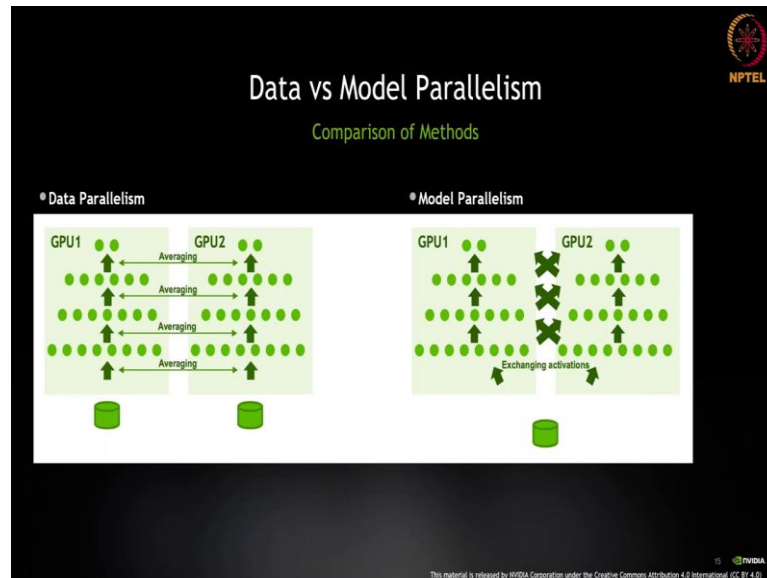 NPTEL
Data vs Model Parallelism
Comparison of Methods
• Data Parallelism
GPU1
GPU2
Averaging
Averaging
Averaging
Averaging
• Model Parallelism
GPU1
GPU2
Exchanging activations
15 NVIDIA
This material is released by NVIDIA Corporation under the Creative Commons Attribution 4.0 International (CC BY 4.0)